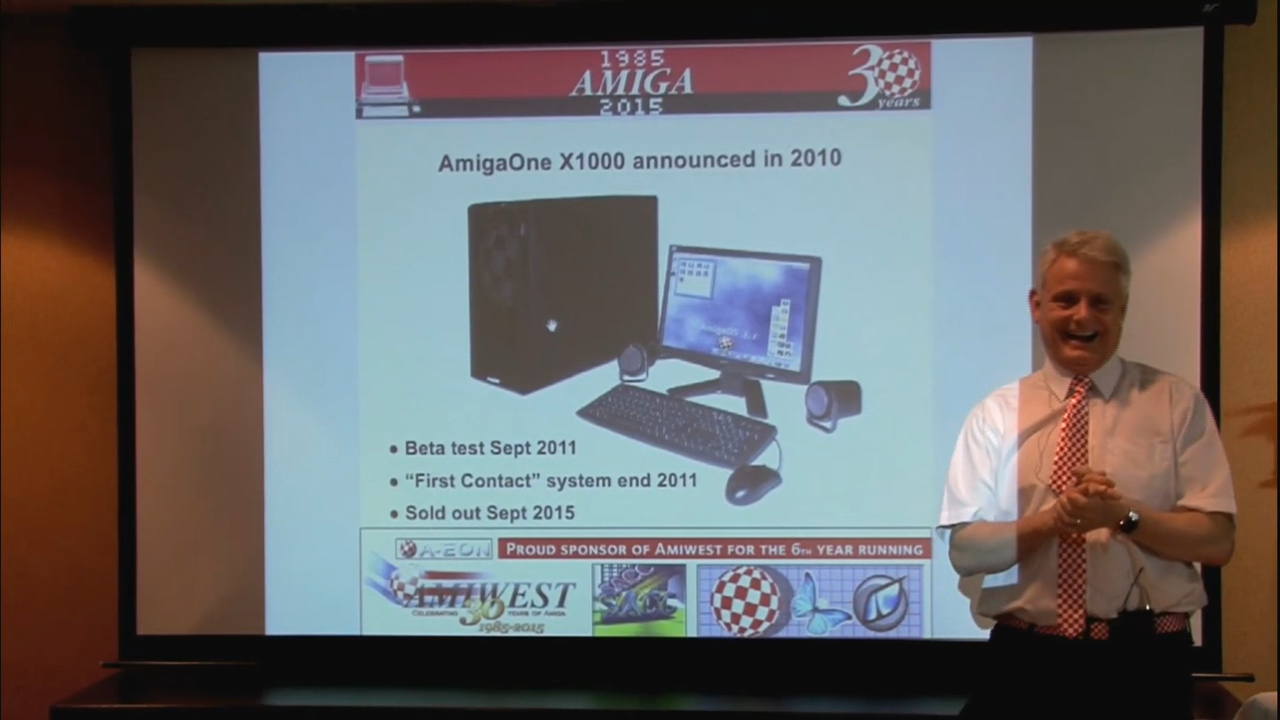 1985
AMIGA
2015
30
years
AmigaOne X1000 announced in 2010
• Beta test Sept 2011
• “First Contact” system end 2011
• Sold out Sept 2015
A-EON
PROUD SPONSOR OF AMIWEST FOR THE 6TH YEAR RUNNING
AMIWEST
CELEBRATING 30 YEARS OF AMIGA
1985-2015